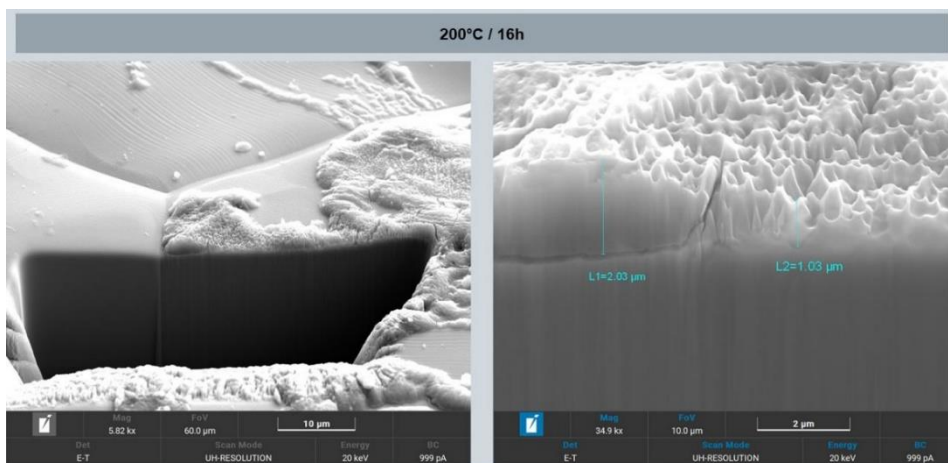 200°C / 16h
L1=2.03 µm
L2=1.03 µm
Mag FoV
5.82 kx 60.0 µm 10 µm
Det Scan Mode Energy BC
E-T UH-RESOLUTION 20 keV 999 pA
Mag FoV
34.9 kx 10.0 µm 2 µm
Det Scan Mode Energy BC
E-T UH-RESOLUTION 20 keV 999 pA